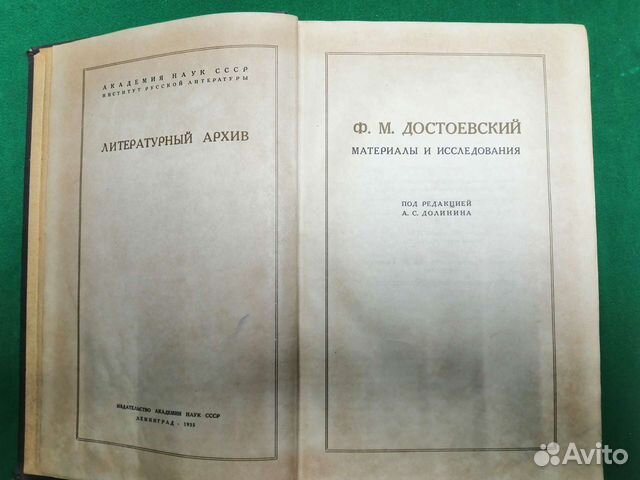 АКАДЕМИЯ НАУК СССР
ИНСТИТУТ РУССКОЙ ЛИТЕРАТУРЫ
ЛИТЕРАТУРНЫЙ АРХИВ
ИЗДАТЕЛЬСТВО АКАДЕМИИ НАУК СССР
ЛЕНИНГРАД · 1935
Ф. М. ДОСТОЕВСКИЙ
МАТЕРИАЛЫ И ИССЛЕДОВАНИЯ
ПОД РЕДАКЦИЕЙ
А. С. ДОЛИНИНА
Avito